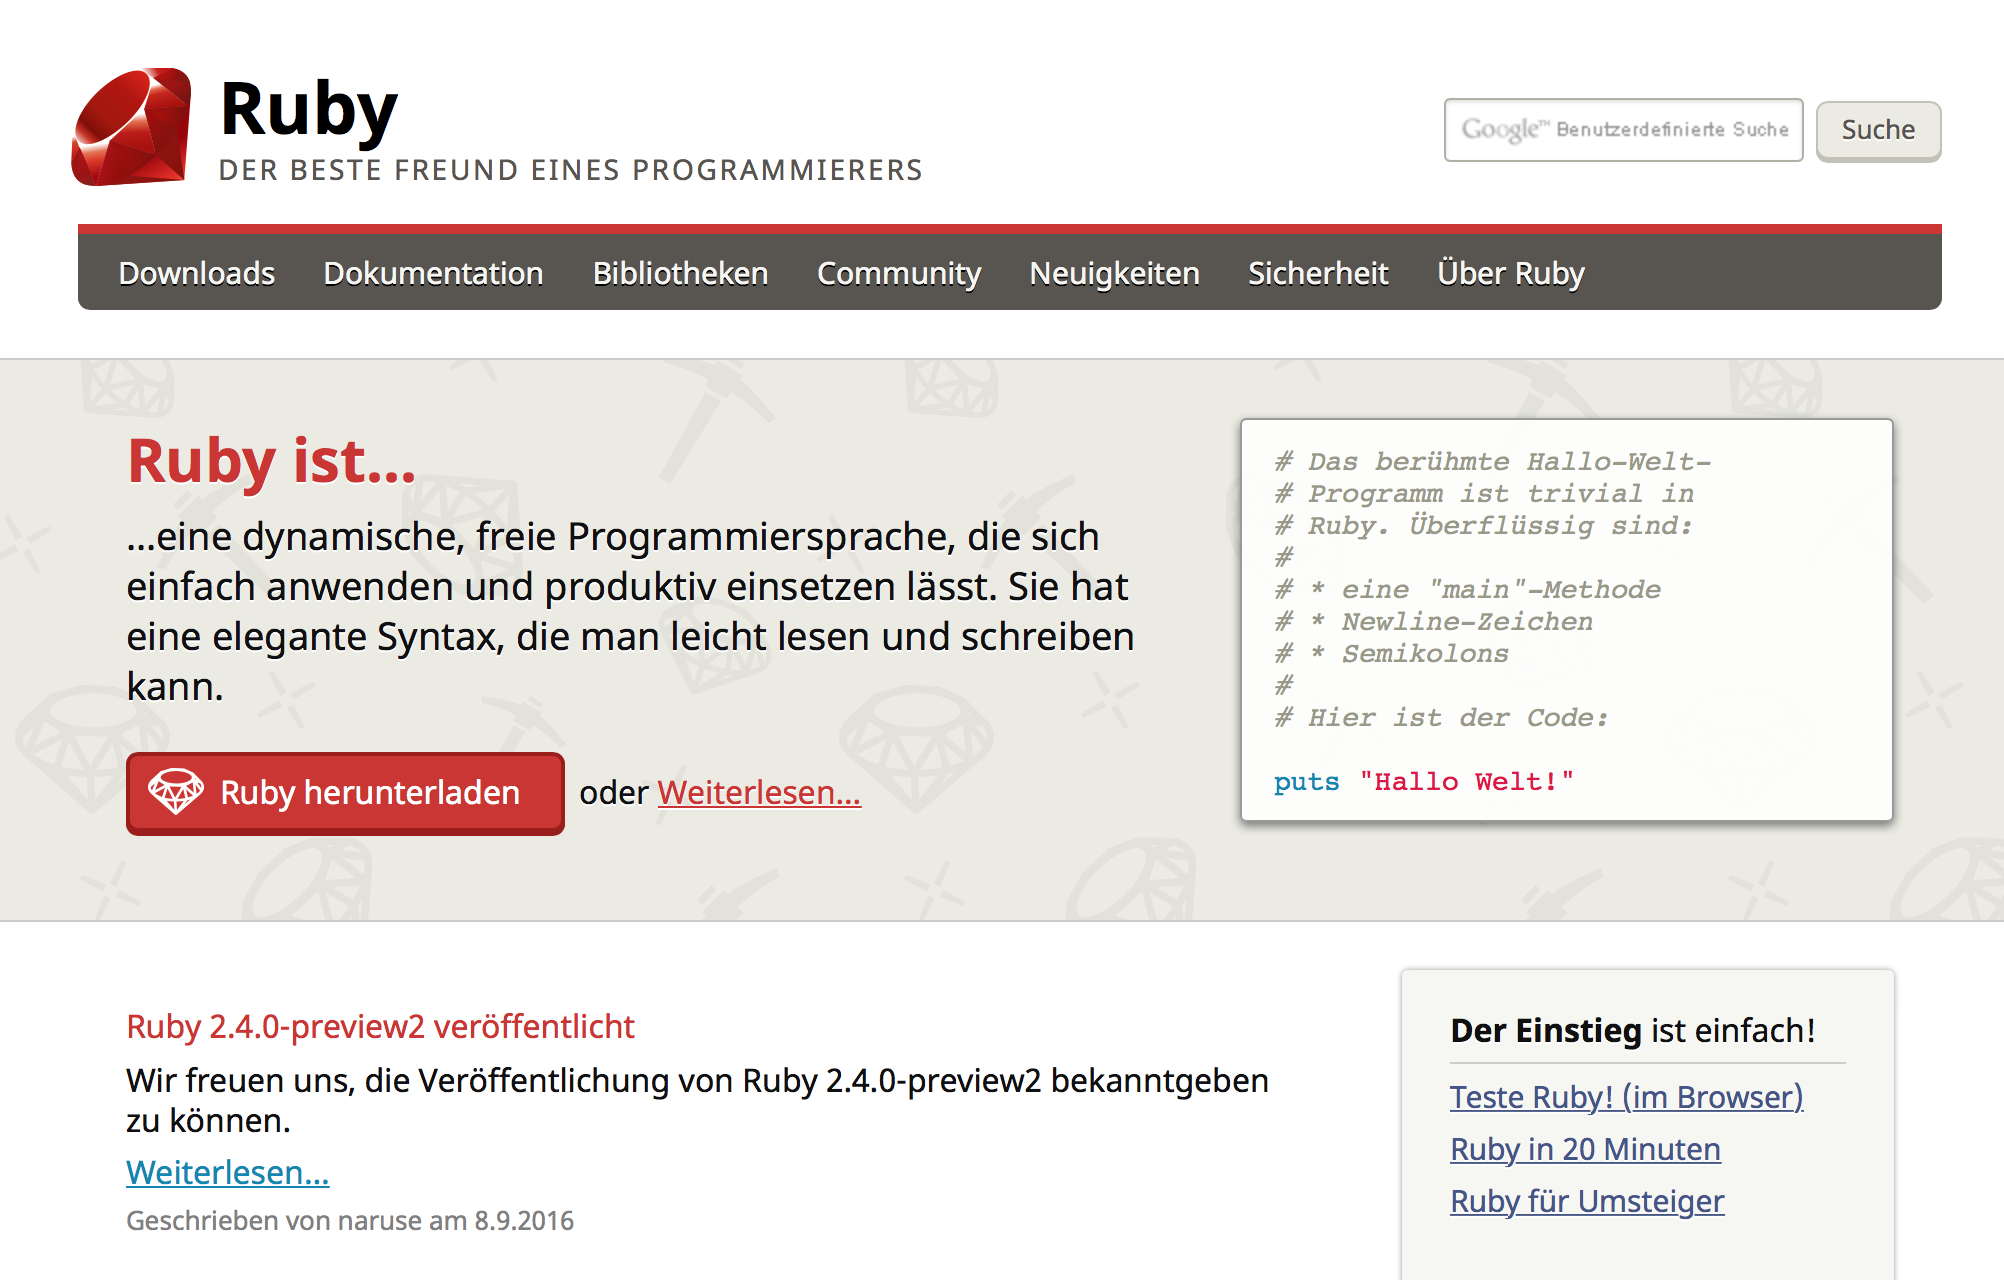 Ruby
DER BESTE FREUND EINES PROGRAMMIERERS
Google™ Benutzerdefinierte Suche
Suche
Downloads Dokumentation Bibliotheken Community Neuigkeiten Sicherheit Über Ruby
Ruby ist...
...eine dynamische, freie Programmiersprache, die sich
einfach anwenden und produktiv einsetzen lässt. Sie hat
eine elegante Syntax, die man leicht lesen und schreiben
kann.
Ruby herunterladen oder Weiterlesen...
# Das berühmte Hallo-Welt-
# Programm ist trivial in
# Ruby. Überflüssig sind:
#
# * eine "main"-Methode
# * Newline-Zeichen
# * Semikolons
#
# Hier ist der Code:
puts "Hallo Welt!"
Ruby 2.4.0-preview2 veröffentlicht
Wir freuen uns, die Veröffentlichung von Ruby 2.4.0-preview2 bekanntgeben
zu können.
Weiterlesen...
Geschrieben von naruse am 8.9.2016
Der Einstieg ist einfach!
Teste Ruby! (im Browser)
Ruby in 20 Minuten
Ruby für Umsteiger